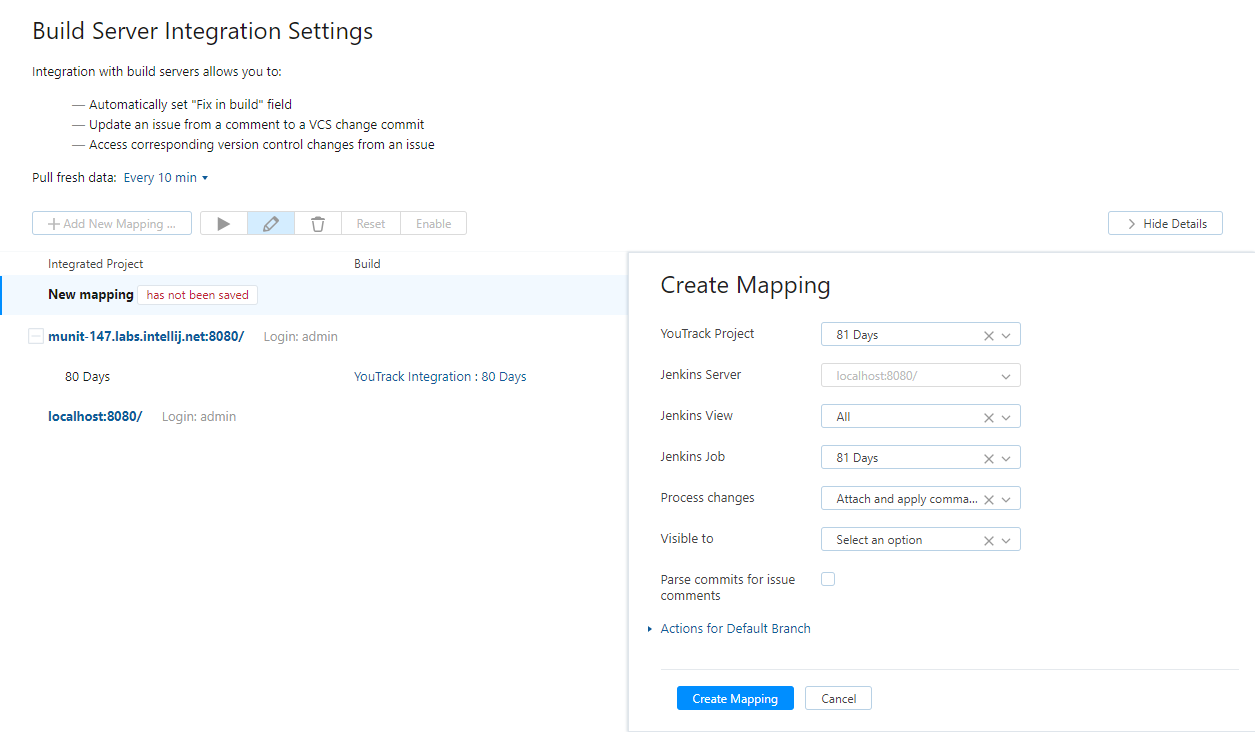 Build Server Integration Settings
Integration with build servers allows you to:
— Automatically set "Fix in build" field
— Update an issue from a comment to a VCS change commit
— Access corresponding version control changes from an issue
Pull fresh data: Every 10 min
Add New Mapping ... Reset Enable Hide Details
Integrated Project Build
New mapping has not been saved
munit-147.labs.intellij.net:8080/ Login: admin
80 Days YouTrack Integration : 80 Days
localhost:8080/ Login: admin
Create Mapping
YouTrack Project 81 Days
Jenkins Server localhost:8080/
Jenkins View All
Jenkins Job 81 Days
Process changes Attach and apply comma...
Visible to Select an option
Parse commits for issue
comments
Actions for Default Branch
Create Mapping Cancel